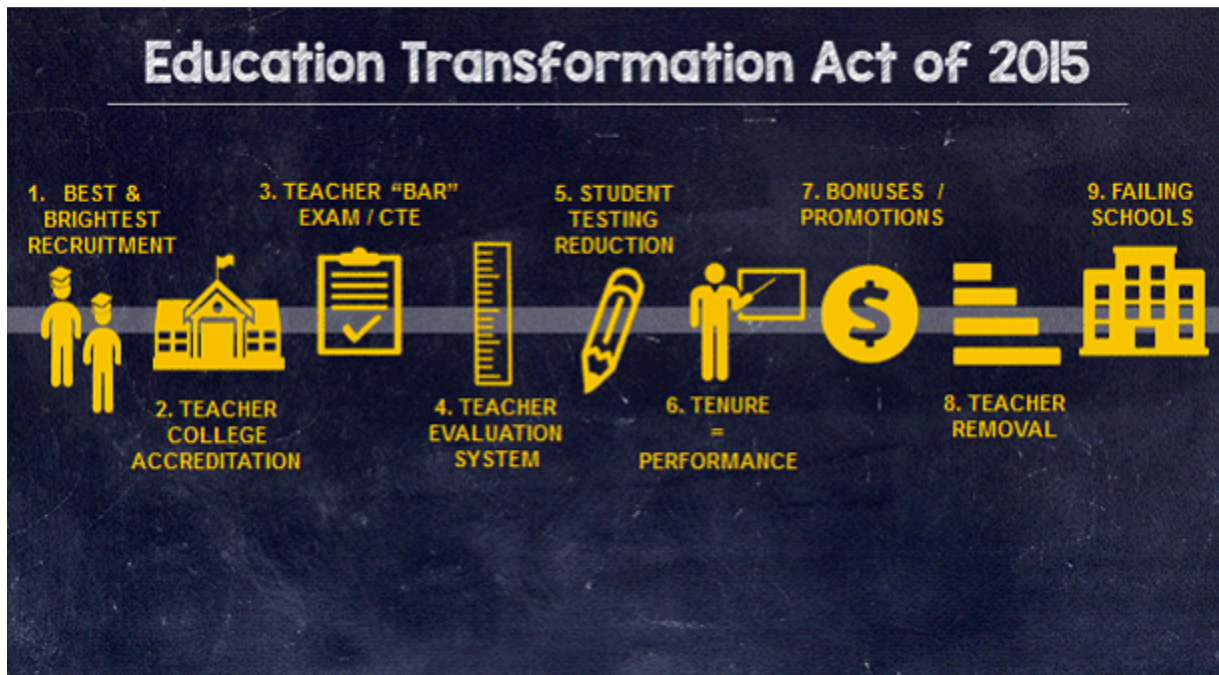 Education Transformation Act of 2015
1. BEST &
BRIGHTEST
RECRUITMENT
2. TEACHER
COLLEGE
ACCREDITATION
3. TEACHER “BAR”
EXAM / CTE
4. TEACHER
EVALUATION
SYSTEM
5. STUDENT
TESTING
REDUCTION
6. TENURE
=
PERFORMANCE
7. BONUSES /
PROMOTIONS
$
8. TEACHER
REMOVAL
9. FAILING
SCHOOLS